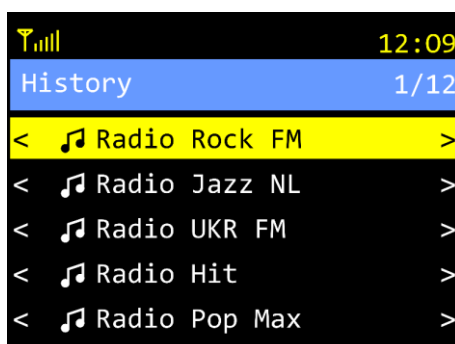 12:09
History 1/12
< Radio Rock FM >
< Radio Jazz NL >
< Radio UKR FM >
< Radio Hit >
< Radio Pop Max >